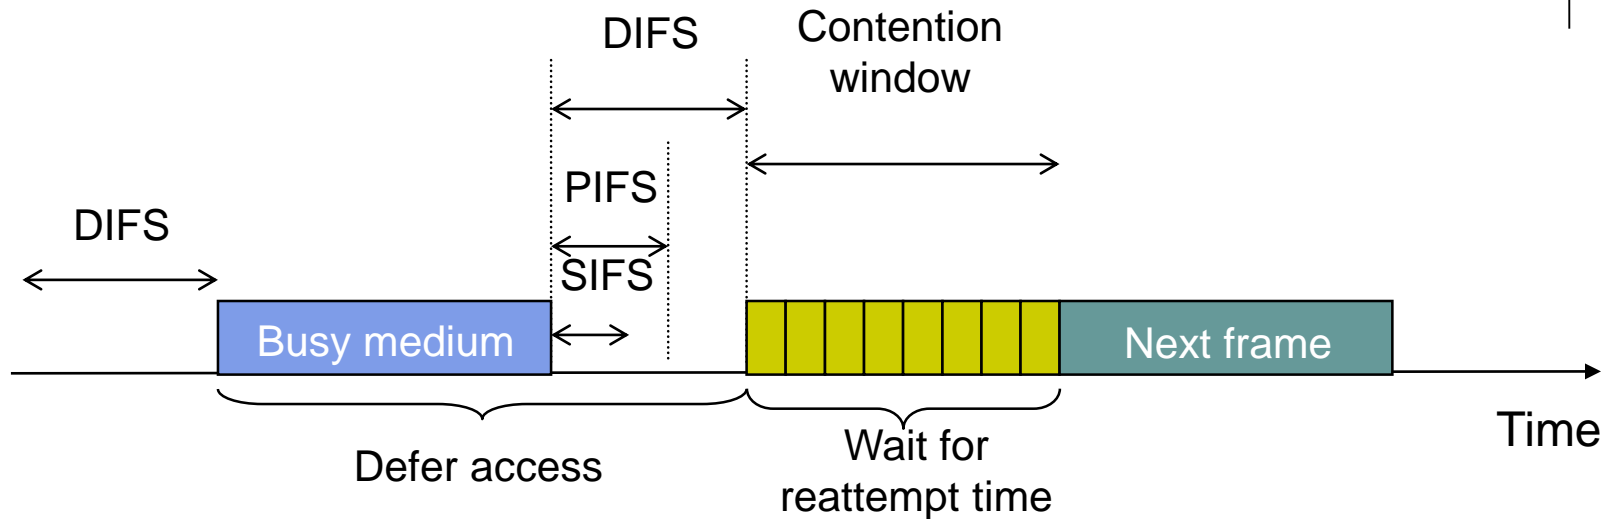 DIFS
Contention
window
PIFS
DIFS
SIFS
Busy medium
Next frame
Time
Defer access
Wait for
reattempt time